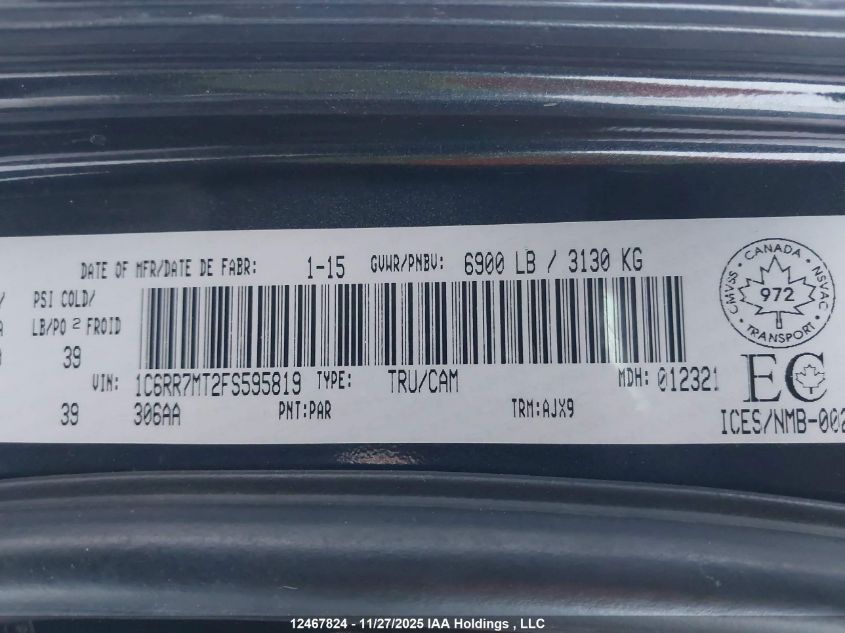 DATE OF MFR/DATE DE FABR: 1-15 GVWR/PNBV: 6900 LB / 3130 KG
PSI COLD/
LB/PO 2 FROID
39
VIN: 1C6RR7MT2FS595819 TYPE: TRU/CAM MDH: 012321
39 306AA PNT:PAR TRM:AJX9
CANADA
CMVSS NSVAC
972
TRANSPORT
EC
ICES/NMB-002
12467824 - 11/27/2025 IAA Holdings , LLC